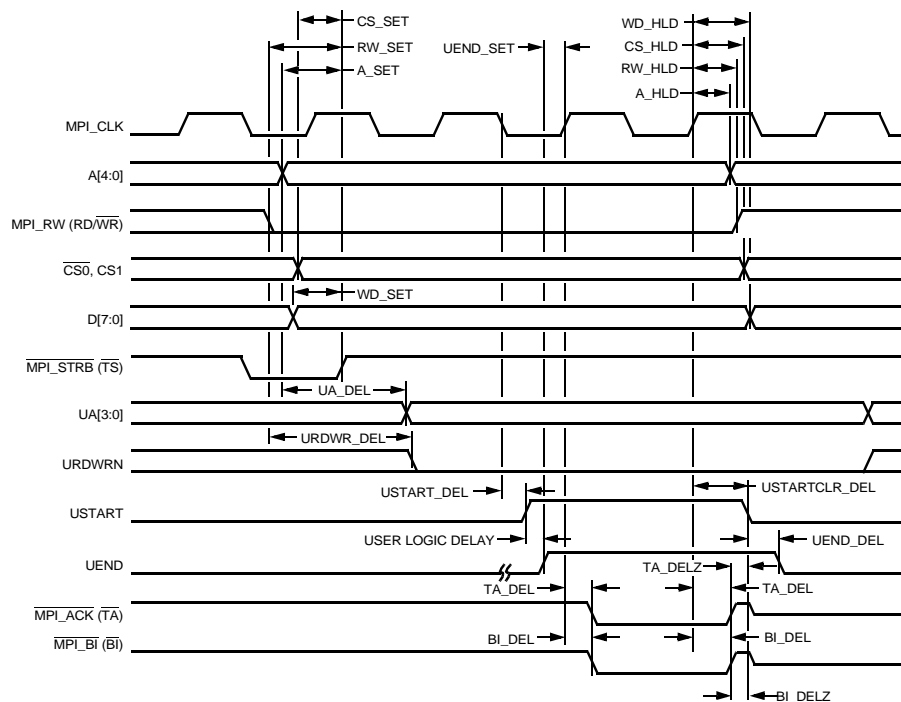 CS_SET
WD_HLD
RW_SET
UEND_SET
CS_HLD
A_SET
RW_HLD
A_HLD
MPI_CLK
A[4:0]
MPI_RW (RD/WR)
CS0, CS1
WD_SET
D[7:0]
MPI_STRB (TS)
UA_DEL
UA[3:0]
URDWR_DEL
URDWRN
USTART_DEL
USTARTCLR_DEL
USTART
USER LOGIC DELAY
UEND_DEL
UEND
TA_DELZ
TA_DEL
TA_DEL
MPI_ACK (TA)
BI_DEL
BI_DEL
MPI_BI (BI)
BI_DELZ